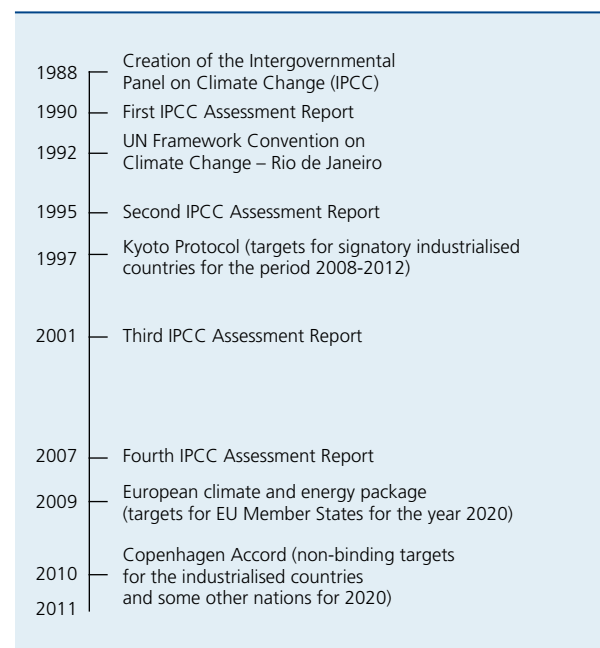 1988 Creation of the Intergovernmental
Panel on Climate Change (IPCC)
1990 First IPCC Assessment Report
1992 UN Framework Convention on
Climate Change – Rio de Janeiro
1995 Second IPCC Assessment Report
1997 Kyoto Protocol (targets for signatory industrialised
countries for the period 2008-2012)
2001 Third IPCC Assessment Report
2007 Fourth IPCC Assessment Report
2009 European climate and energy package
(targets for EU Member States for the year 2020)
Copenhagen Accord (non-binding targets
2010 for the industrialised countries
and some other nations for 2020)
2011